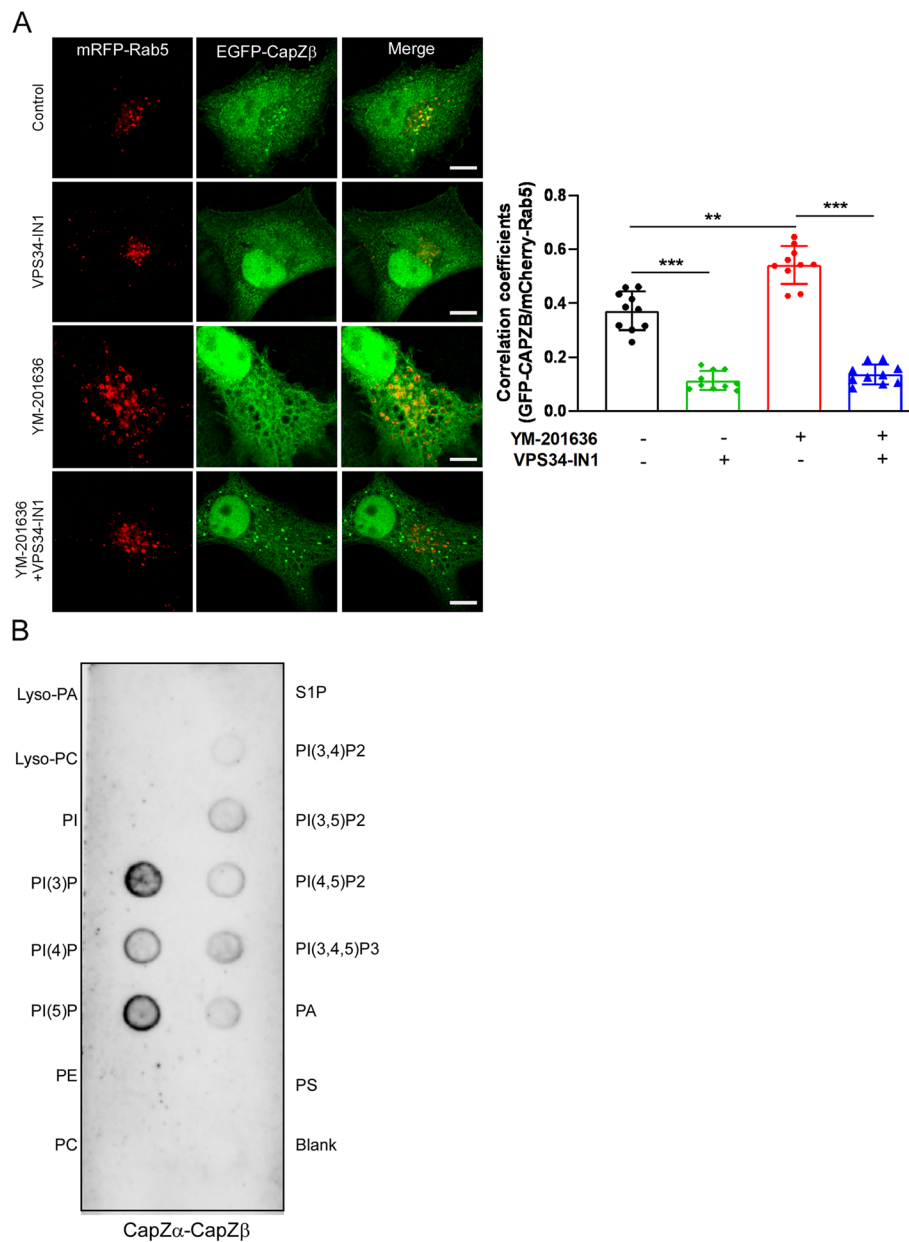 A
mRFP-Rab5
EGFP-CapZβ
Merge
Control
VPS34-IN1
YM-201636
YM-201636
+VPS34-IN1
Correlation coefficients
(GFP-CAPZB/mCherry-Rab5)
0.8
0.6
0.4
0.2
0.0
**
***
***
YM-201636 - - + +
VPS34-IN1 - + - +
B
Lyso-PA S1P
Lyso-PC PI(3,4)P2
PI PI(3,5)P2
PI(3)P PI(4,5)P2
PI(4)P PI(3,4,5)P3
PI(5)P PA
PE PS
PC Blank
CapZα-CapZβ